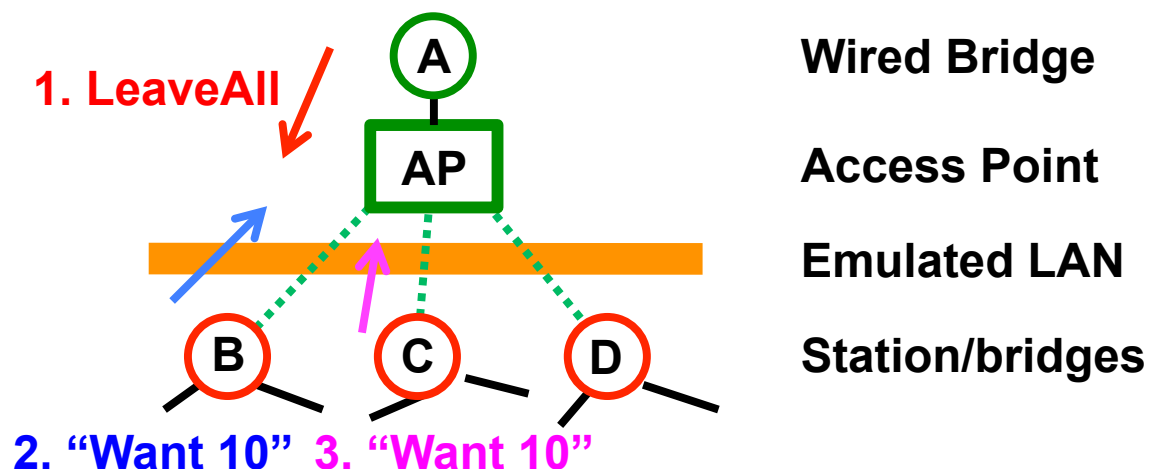 A
Wired Bridge
1. LeaveAll
AP
Access Point
Emulated LAN
B
C
D
Station/bridges
2. “Want 10”
3. “Want 10”